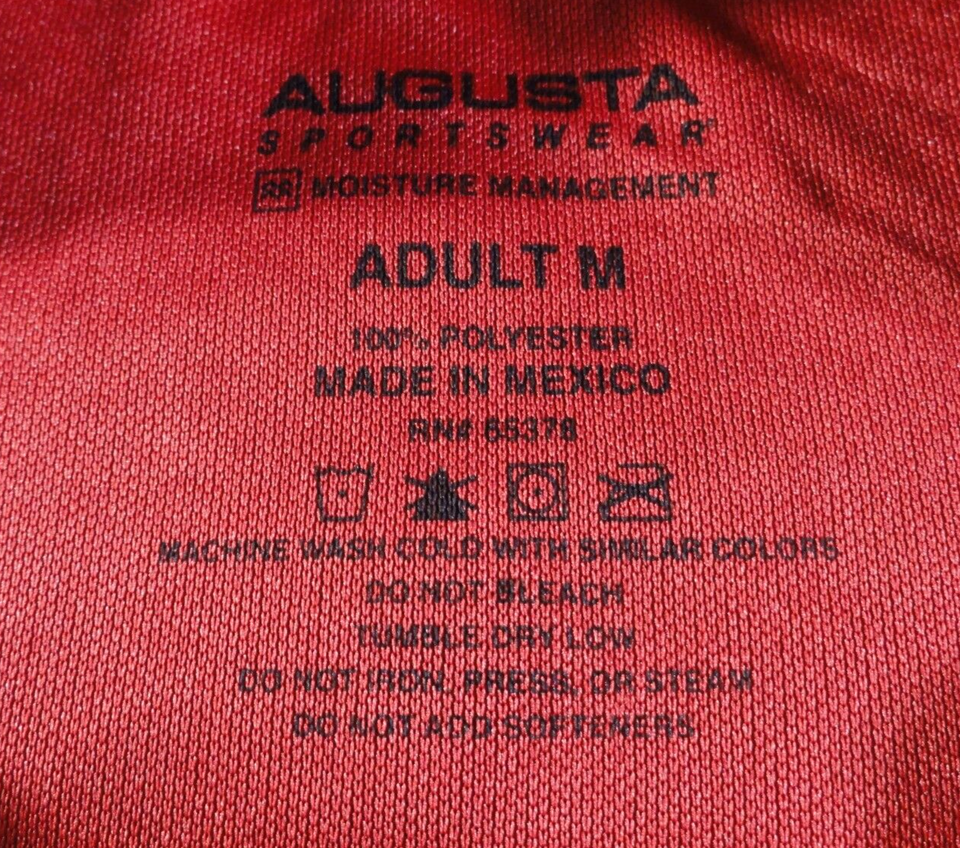 AUGUSTA
SPORTSWEAR®
RR MOISTURE MANAGEMENT
ADULT M
100% POLYESTER
MADE IN MEXICO
RN# 65378
MACHINE WASH COLD WITH SIMILAR COLORS
DO NOT BLEACH
TUMBLE DRY LOW
DO NOT IRON, PRESS, OR STEAM
DO NOT ADD SOFTENERS